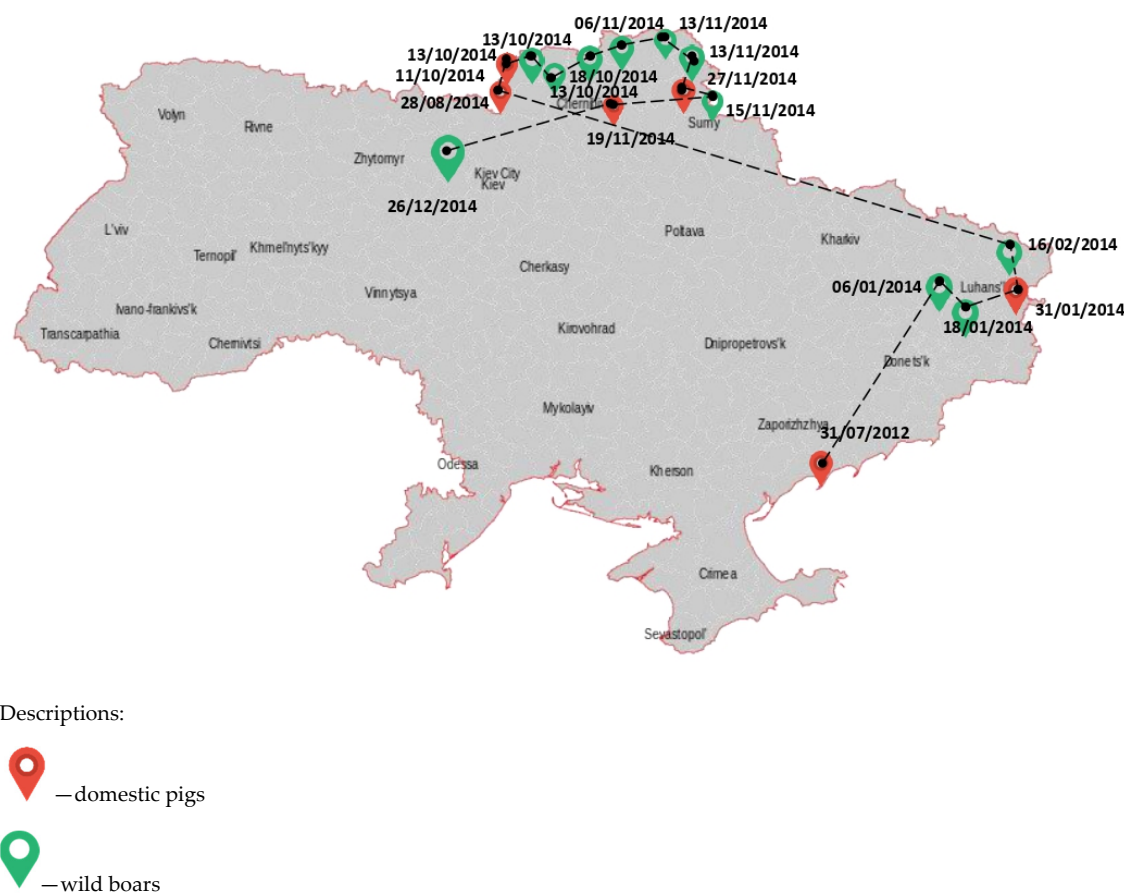 06/11/2014
13/11/2014
13/10/2014
13/10/2014
13/11/2014
11/10/2014
18/10/2014
27/11/2014
13/10/2014
28/08/2014
Chernihiv
15/11/2014
Volyn
Rivne
Sumy
19/11/2014
Zhytomyr
Kiev City
Kiev
26/12/2014
L'viv
Poltava
Kharkiv
16/02/2014
Khmel'nyts'kyy
Ternopil'
Cherkasy
06/01/2014
Luhans'k
Vinnytsya
Ivano-frankivs'k
31/01/2014
18/01/2014
Transcarpathia
Kirovohrad
Chernivtsi
Dnipropetrovs'k
Donets'k
Mykolayiv
Zaporizhzhya
31/07/2012
Odessa
Kherson
Crimea
Sevastopol'
Descriptions:
—domestic pigs
—wild boars